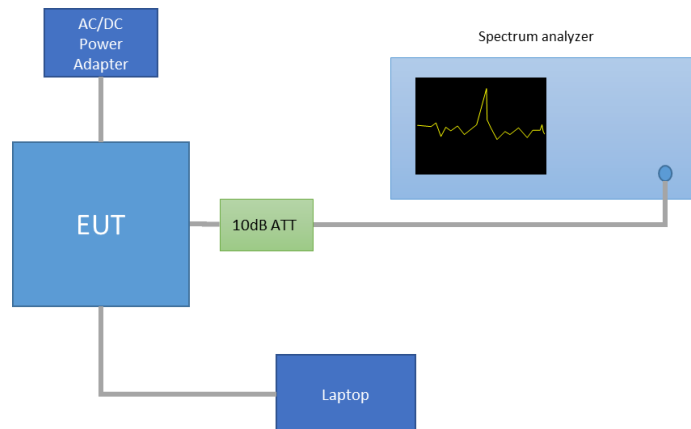 AC/DC
Power
Adapter
Spectrum analyzer
EUT
10dB ATT
Laptop